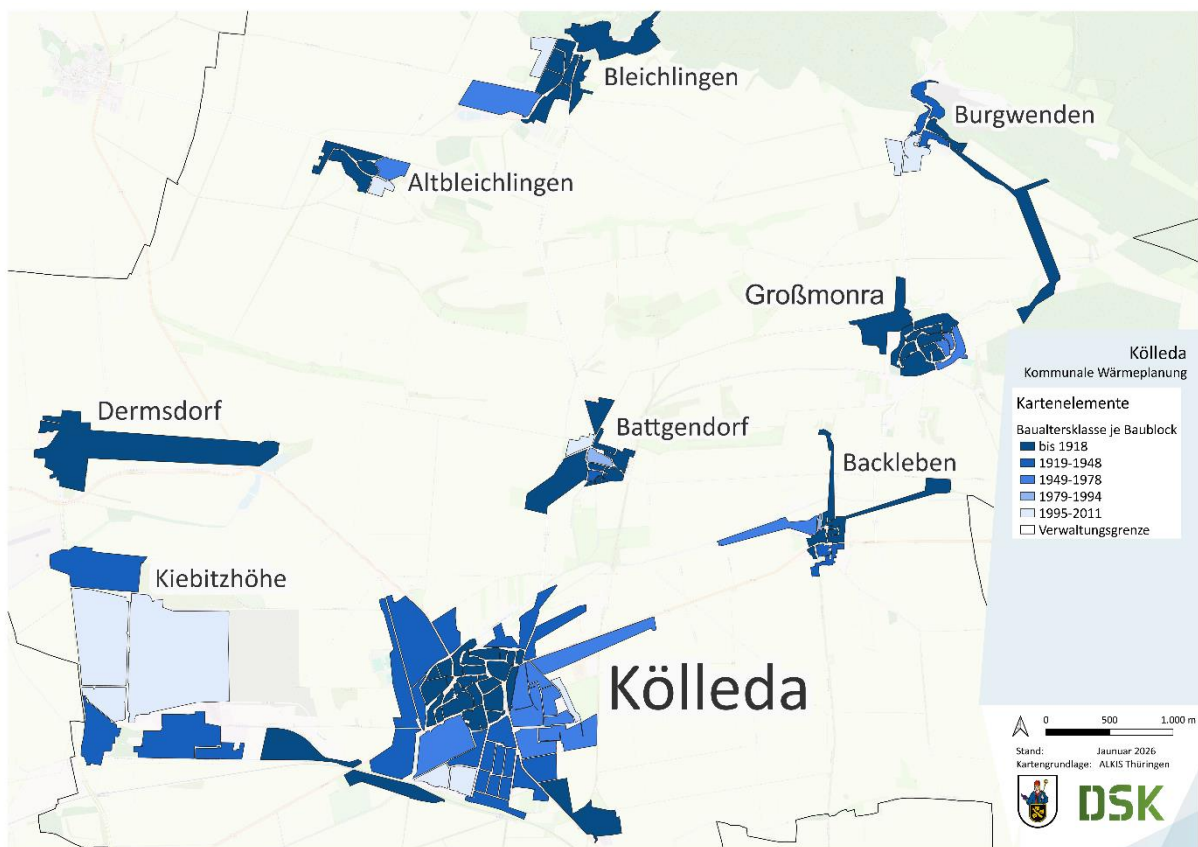 Bleichlingen
Burgwenden
Altbleichlingen
Großmonra
Kölleda
Kommunale Wärmeplanung
Kartenelemente
Baualtersklasse je Baublock
bis 1918
1919-1948
1949-1978
1979-1994
1995-2011
Verwaltungsgrenze
Dermsdorf
Battgendorf
Backleben
Kiebitzhöhe
Kölleda
0 500 1.000 m
Stand: Jaunuar 2026
Kartengrundlage: ALKIS Thüringen
DSK